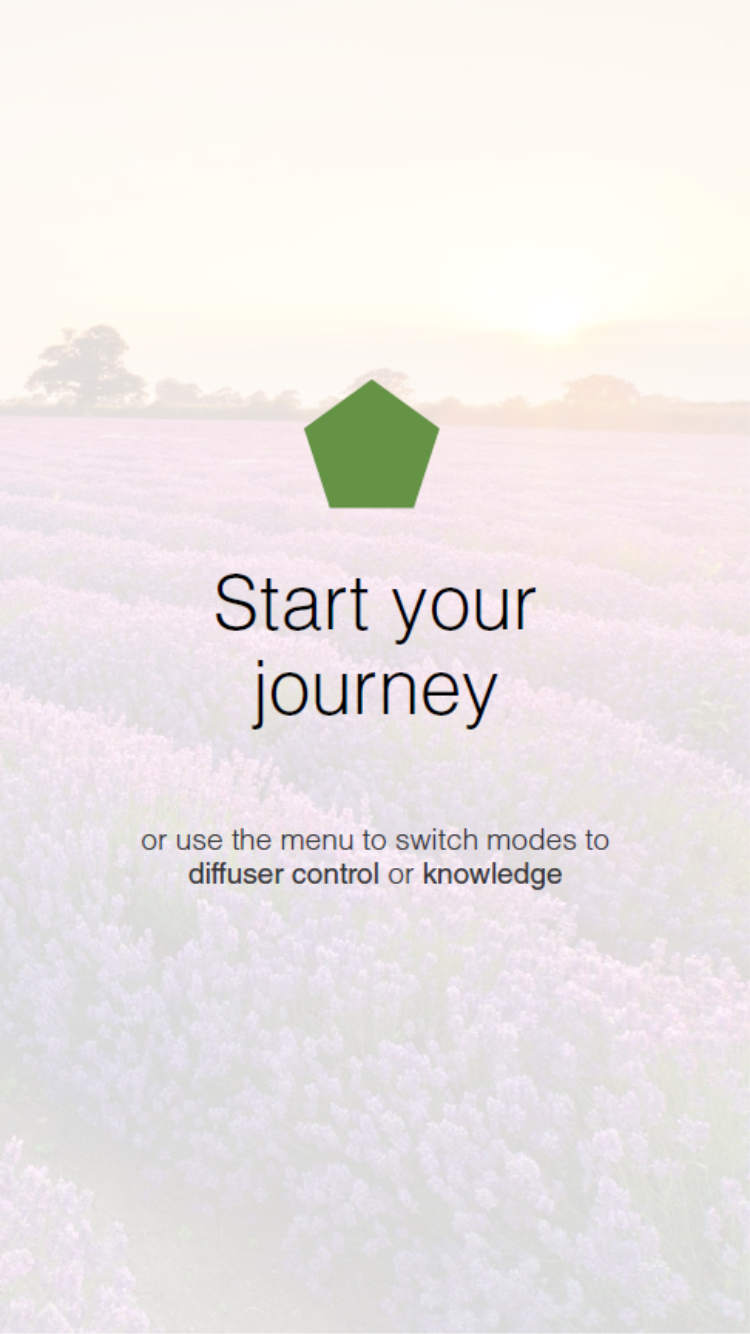 Start your
journey
or use the menu to switch modes to
diffuser control or knowledge